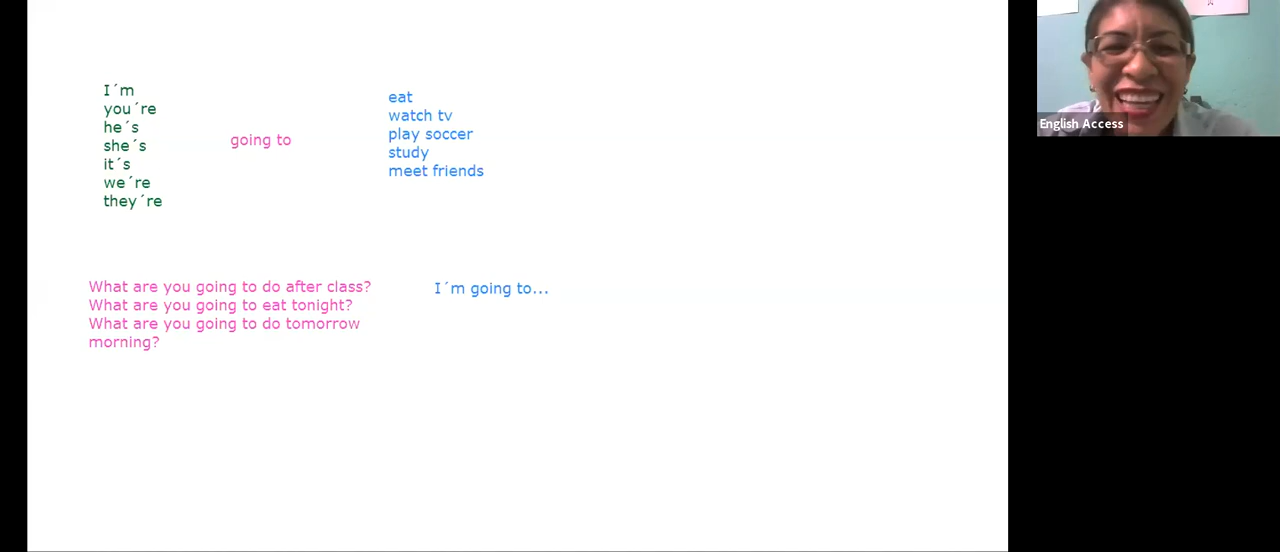 I´m
you´re
he´s
she´s
it´s
we´re
they´re
going to
eat
watch tv
play soccer
study
meet friends
What are you going to do after class?
What are you going to eat tonight?
What are you going to do tomorrow
morning?
I´m going to...
English Access